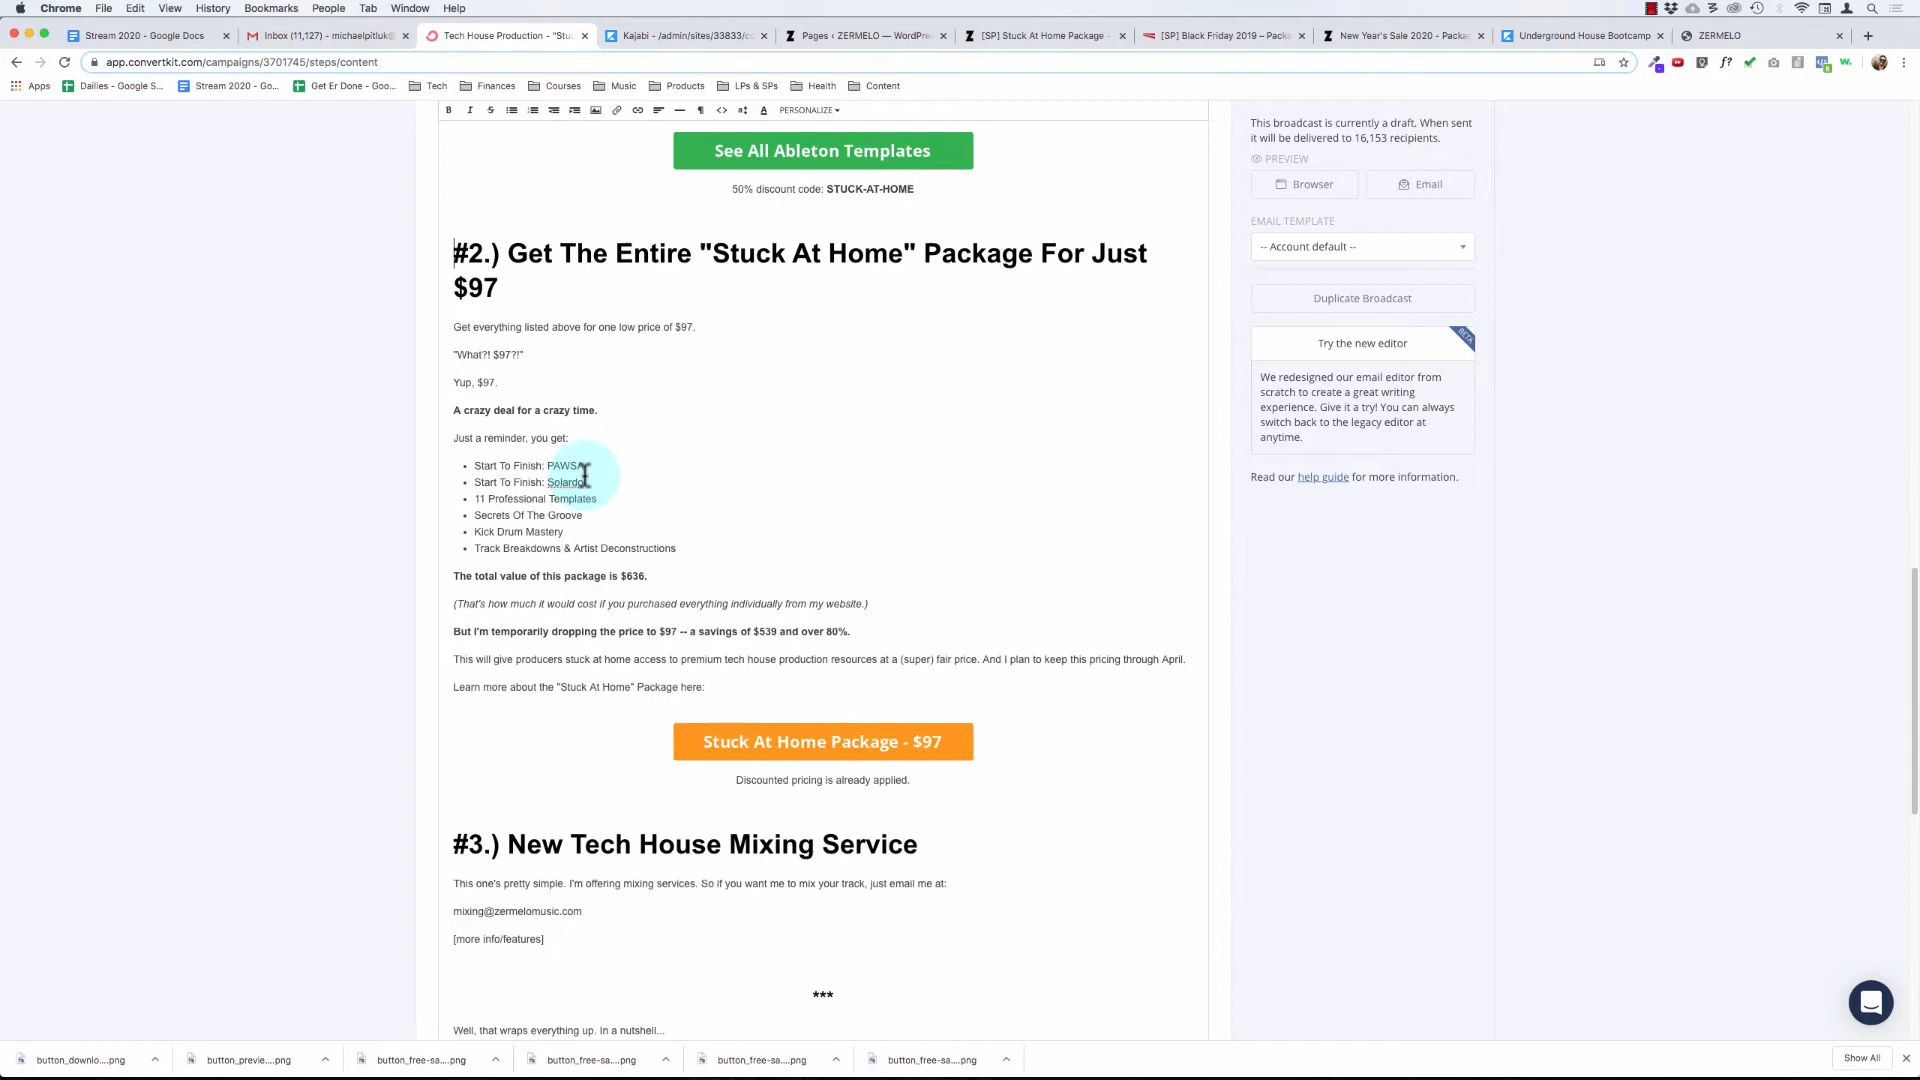 Chrome File Edit View History Bookmarks People Tab Window Help
Stream 2020 - Google Docs
Inbox (11,127) - michaelpitluk@
Tech House Production - "Stuc
Kajabi - /admin/sites/33833/co
Pages ‹ ZERMELO — WordPre
[SP] Stuck At Home Package -
[SP] Black Friday 2019 – Packa
New Year's Sale 2020 - Packag
Underground House Bootcamp
ZERMELO
app.convertkit.com/campaigns/3701745/steps/content
Apps
Dailies - Google S...
Stream 2020 - Go...
Get Er Done - Goo...
Tech
Finances
Courses
Music
Products
LPs & SPs
Health
Content
PERSONALIZE
See All Ableton Templates
50% discount code: STUCK-AT-HOME
#2.) Get The Entire "Stuck At Home" Package For Just
$97
Get everything listed above for one low price of $97.
"What?! $97?!"
Yup, $97.
A crazy deal for a crazy time.
Just a reminder, you get:
• Start To Finish: PAWSA
• Start To Finish: Solardo
• 11 Professional Templates
• Secrets Of The Groove
• Kick Drum Mastery
• Track Breakdowns & Artist Deconstructions
The total value of this package is $636.
(That's how much it would cost if you purchased everything individually from my website.)
But I'm temporarily dropping the price to $97 -- a savings of $539 and over 80%.
This will give producers stuck at home access to premium tech house production resources at a (super) fair price. And I plan to keep this pricing through April.
Learn more about the "Stuck At Home" Package here:
Stuck At Home Package - $97
Discounted pricing is already applied.
#3.) New Tech House Mixing Service
This one's pretty simple. I'm offering mixing services. So if you want me to mix your track, just email me at:
mixing@zermelomusic.com
[more info/features]
***
Well, that wraps everything up. In a nutshell...
This broadcast is currently a draft. When sent
it will be delivered to 16,153 recipients.
PREVIEW
Browser
Email
EMAIL TEMPLATE
-- Account default --
Duplicate Broadcast
BETA
Try the new editor
We redesigned our email editor from
scratch to create a great writing
experience. Give it a try! You can always
switch back to the legacy editor at
anytime.
Read our help guide for more information.
button_downlo....png
button_previe....png
button_free-sa....png
button_free-sa....png
button_free-sa....png
button_free-sa....png
Show All